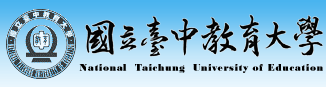 國立臺中教育大學
National Taichung University of Education